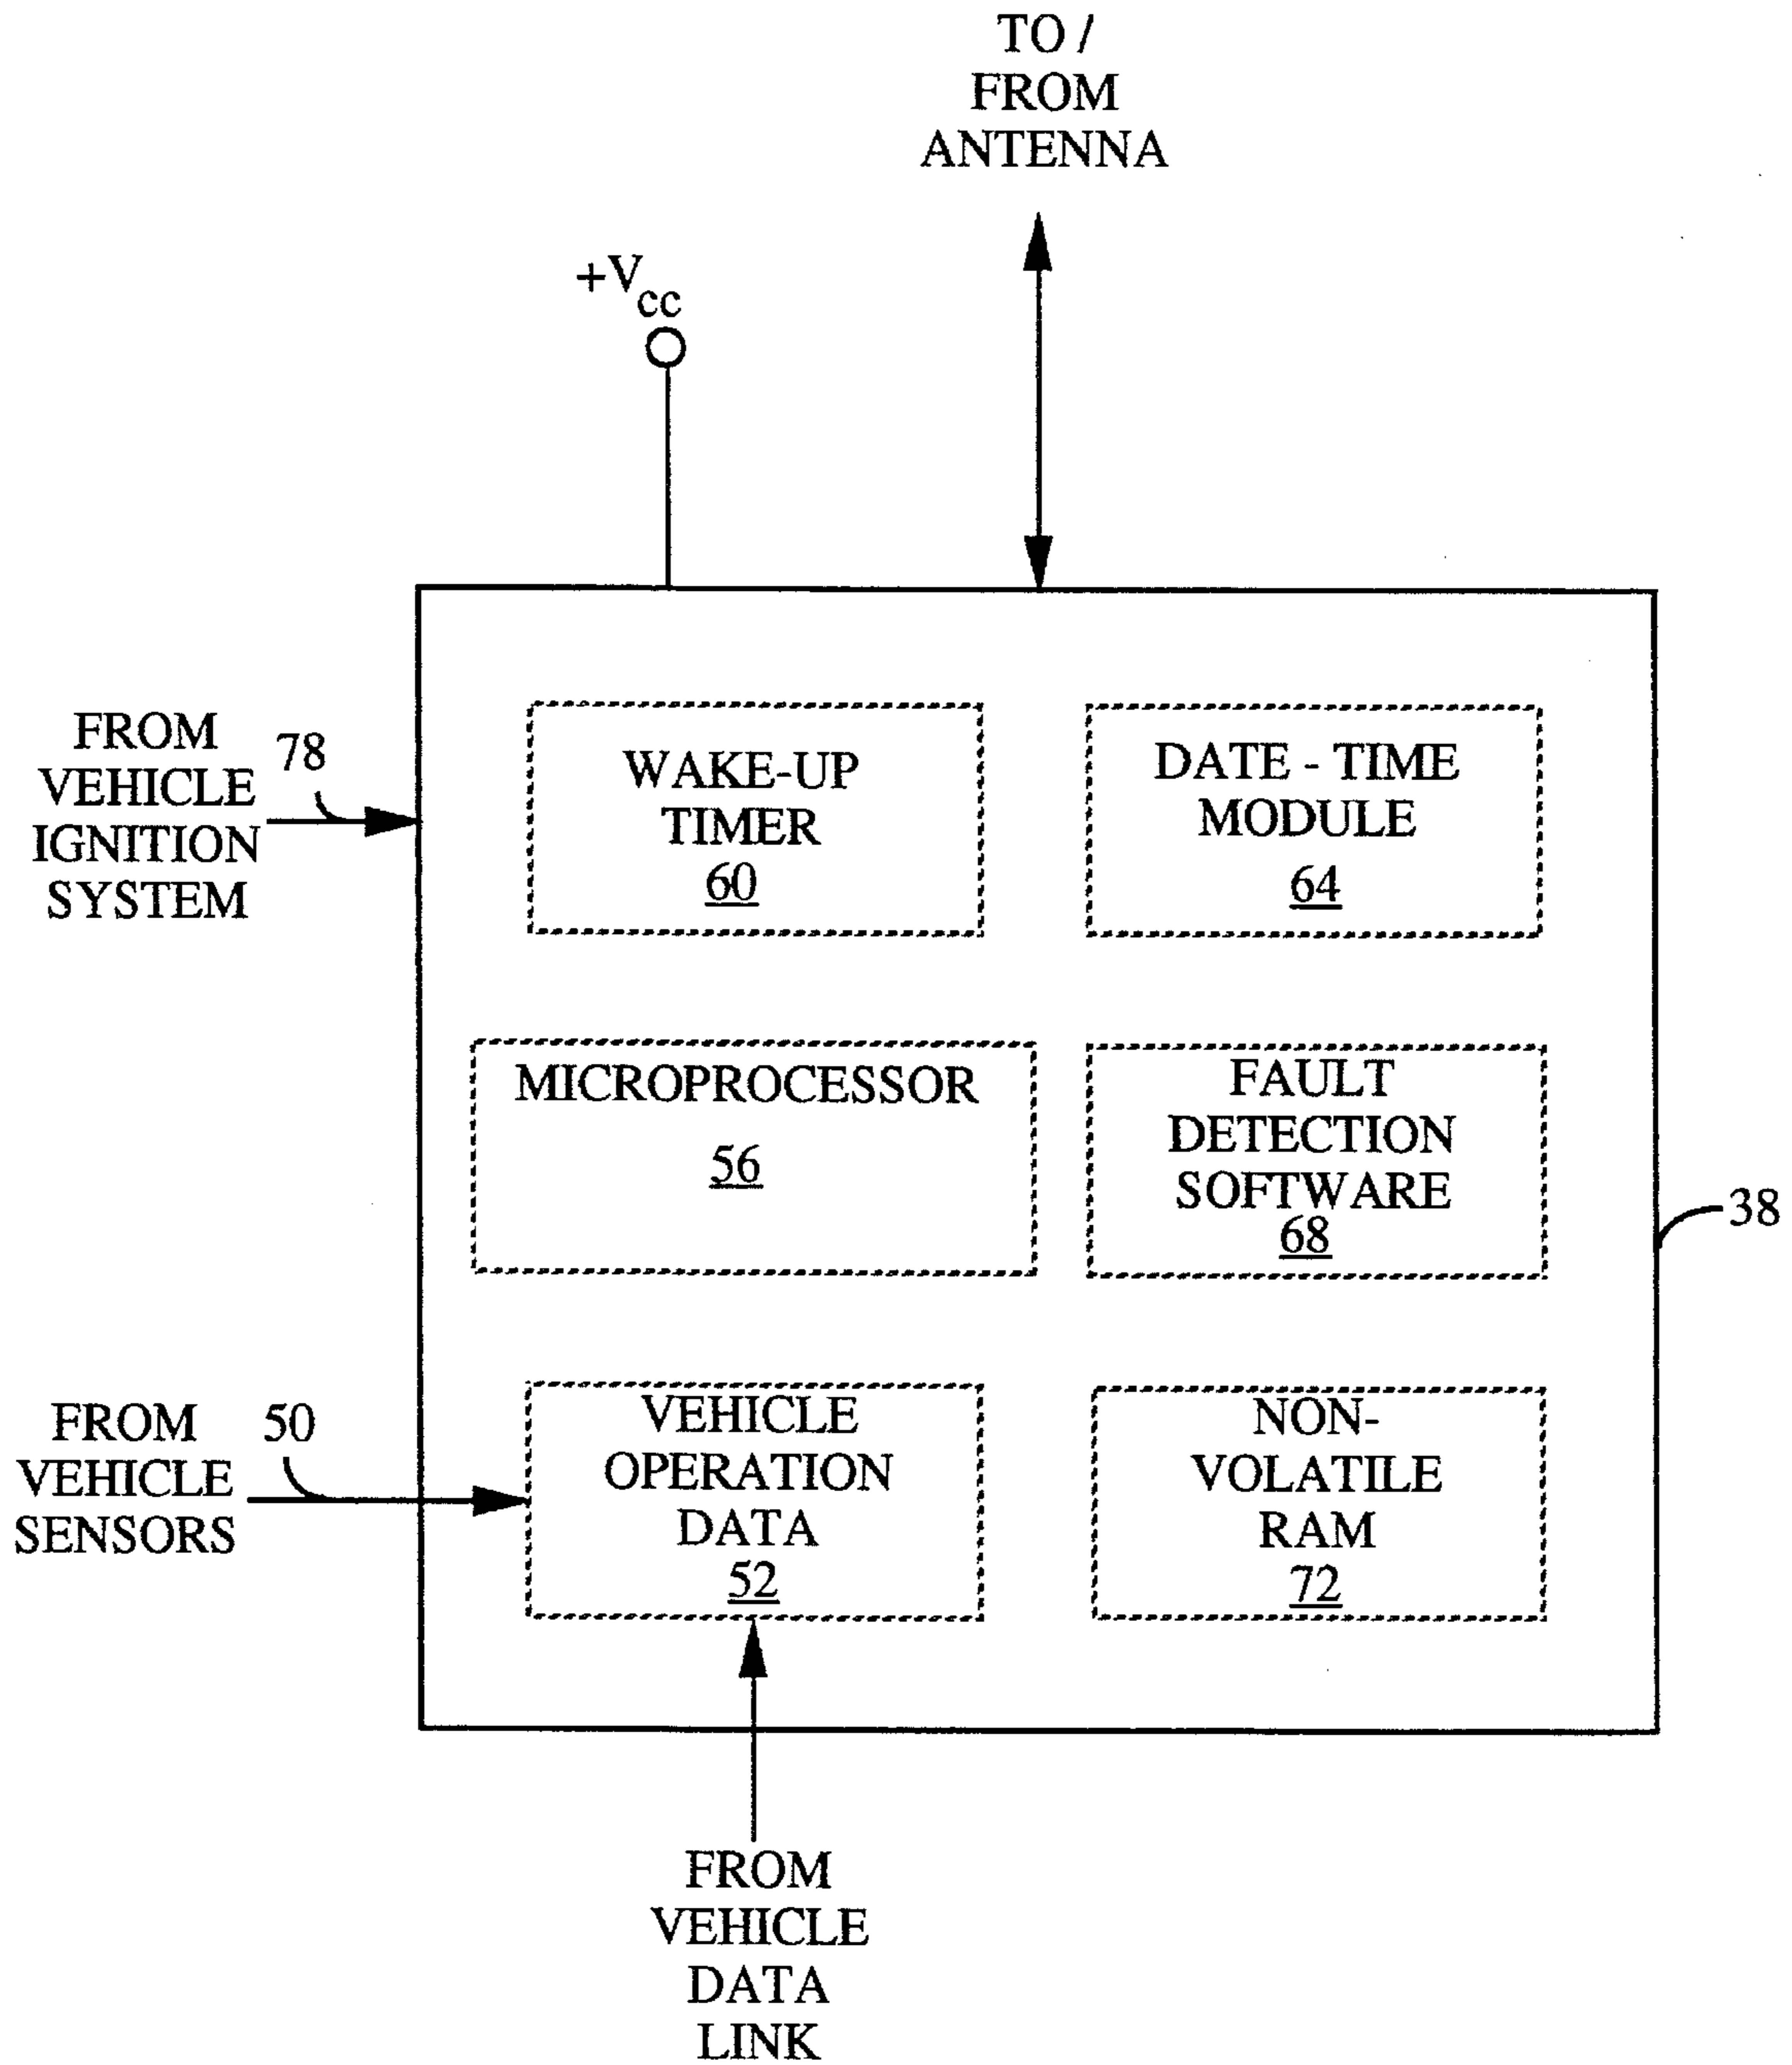 TO /
FROM
ANTENNA
+Vcc
FROM
VEHICLE
IGNITION
SYSTEM
78
WAKE-UP
TIMER
60
DATE - TIME
MODULE
64
MICROPROCESSOR
56
FAULT
DETECTION
SOFTWARE
68
38
FROM
VEHICLE
SENSORS
50
VEHICLE
OPERATION
DATA
52
NON-
VOLATILE
RAM
72
FROM
VEHICLE
DATA
LINK